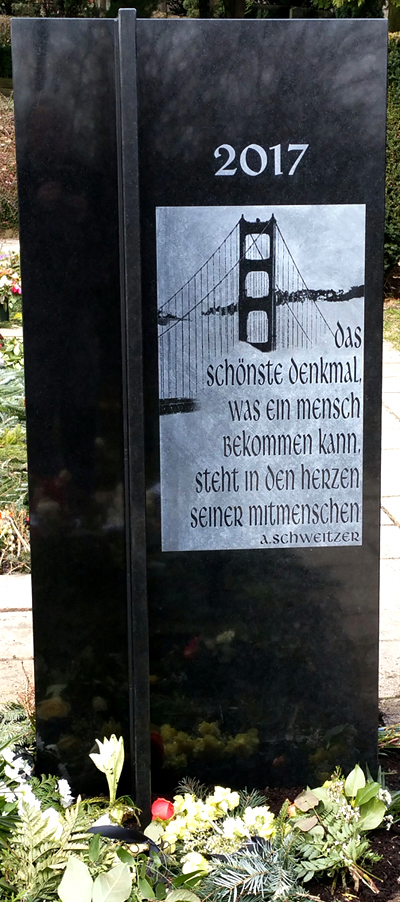 2017
das
schönste denkmal,
was ein mensch
bekommen kann,
steht in den herzen
seiner mitmenschen
a.schweitzer